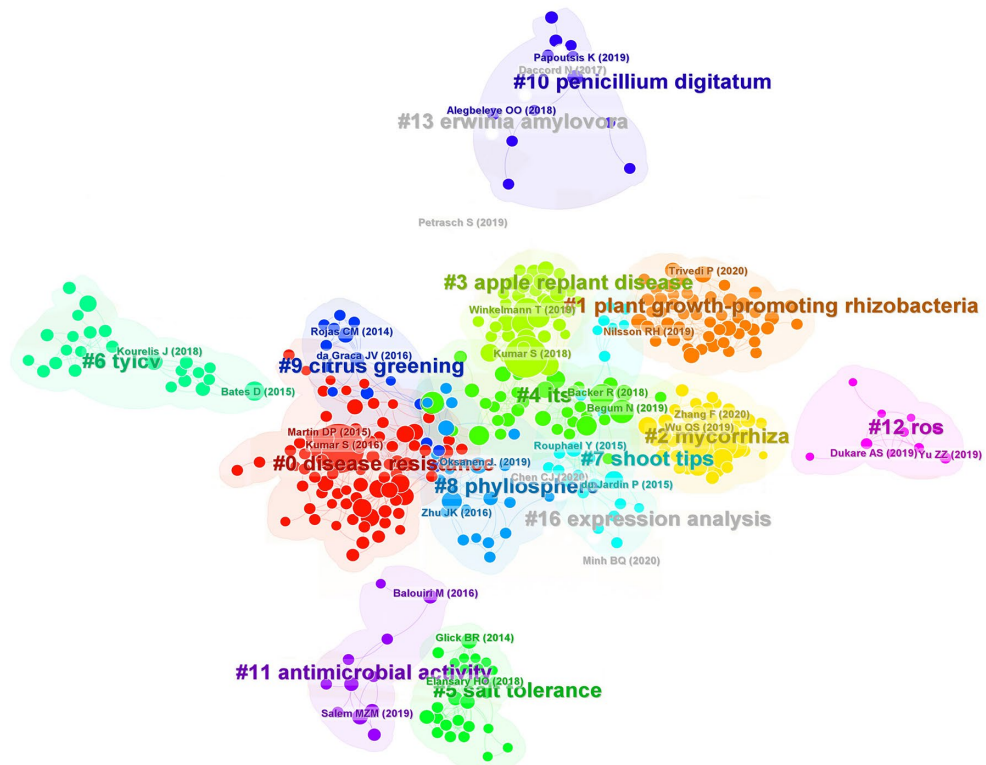 Papoutsis K (2019)
Daccord N (2017)
#10 penicillium digitatum
Alegbeleye OO (2018)
#13 erwinia amylovora
Petrasch S (2019)
Trivedi P (2020)
#3 apple replant disease
#1 plant growth-promoting rhizobacteria
Winkelmann T (2019)
Rojas CM (2014)
Nilsson RH (2019)
Kourelis J (2018)
da Graca JV (2016)
Kumar S (2018)
#6 tylcv
#9 citrus greening
Bates D (2015)
#4 its
Backer R (2018)
Begum N (2019)
Zhang F (2020)
Wu QS (2019)
#12 ros
Martin DP (2015)
#2 mycorrhiza
Kumar S (2016)
Rouphael Y (2015)
Dukare AS (2019)
Yu ZZ (2019)
#0 disease resistance
Oksanen J. (2019)
#7 shoot tips
Chen CJ (2020)
#8 phyllosphere
du Jardin P (2015)
Zhu JK (2016)
#16 expression analysis
Minh BQ (2020)
Balouiri M (2016)
Glick BR (2014)
#11 antimicrobial activity
Elansary HO (2018)
#5 salt tolerance
Salem MZM (2019)